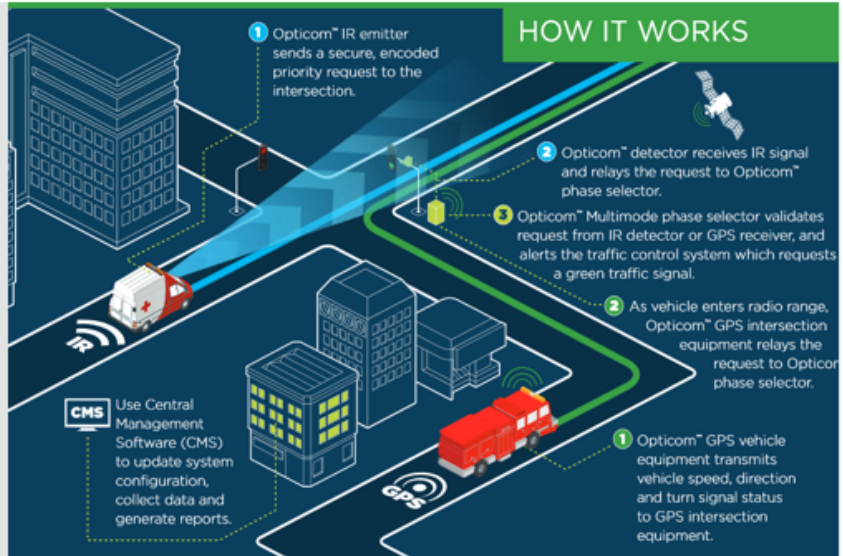 HOW IT WORKS
1 Opticom™ IR emitter
sends a secure, encoded
priority request to the
intersection.
2 Opticom™ detector receives IR signal
and relays the request to Opticom™
phase selector.
3 Opticom™ Multimode phase selector validates
request from IR detector or GPS receiver, and
alerts the traffic control system which requests
a green traffic signal.
2 As vehicle enters radio range,
Opticom™ GPS intersection
equipment relays the
request to Opticor
phase selector.
IR
CMS
Use Central
Management
Software (CMS)
to update system
configuration,
collect data and
generate reports.
GPS
1 Opticom™ GPS vehicle
equipment transmits
vehicle speed, direction
and turn signal status
to GPS intersection
equipment.